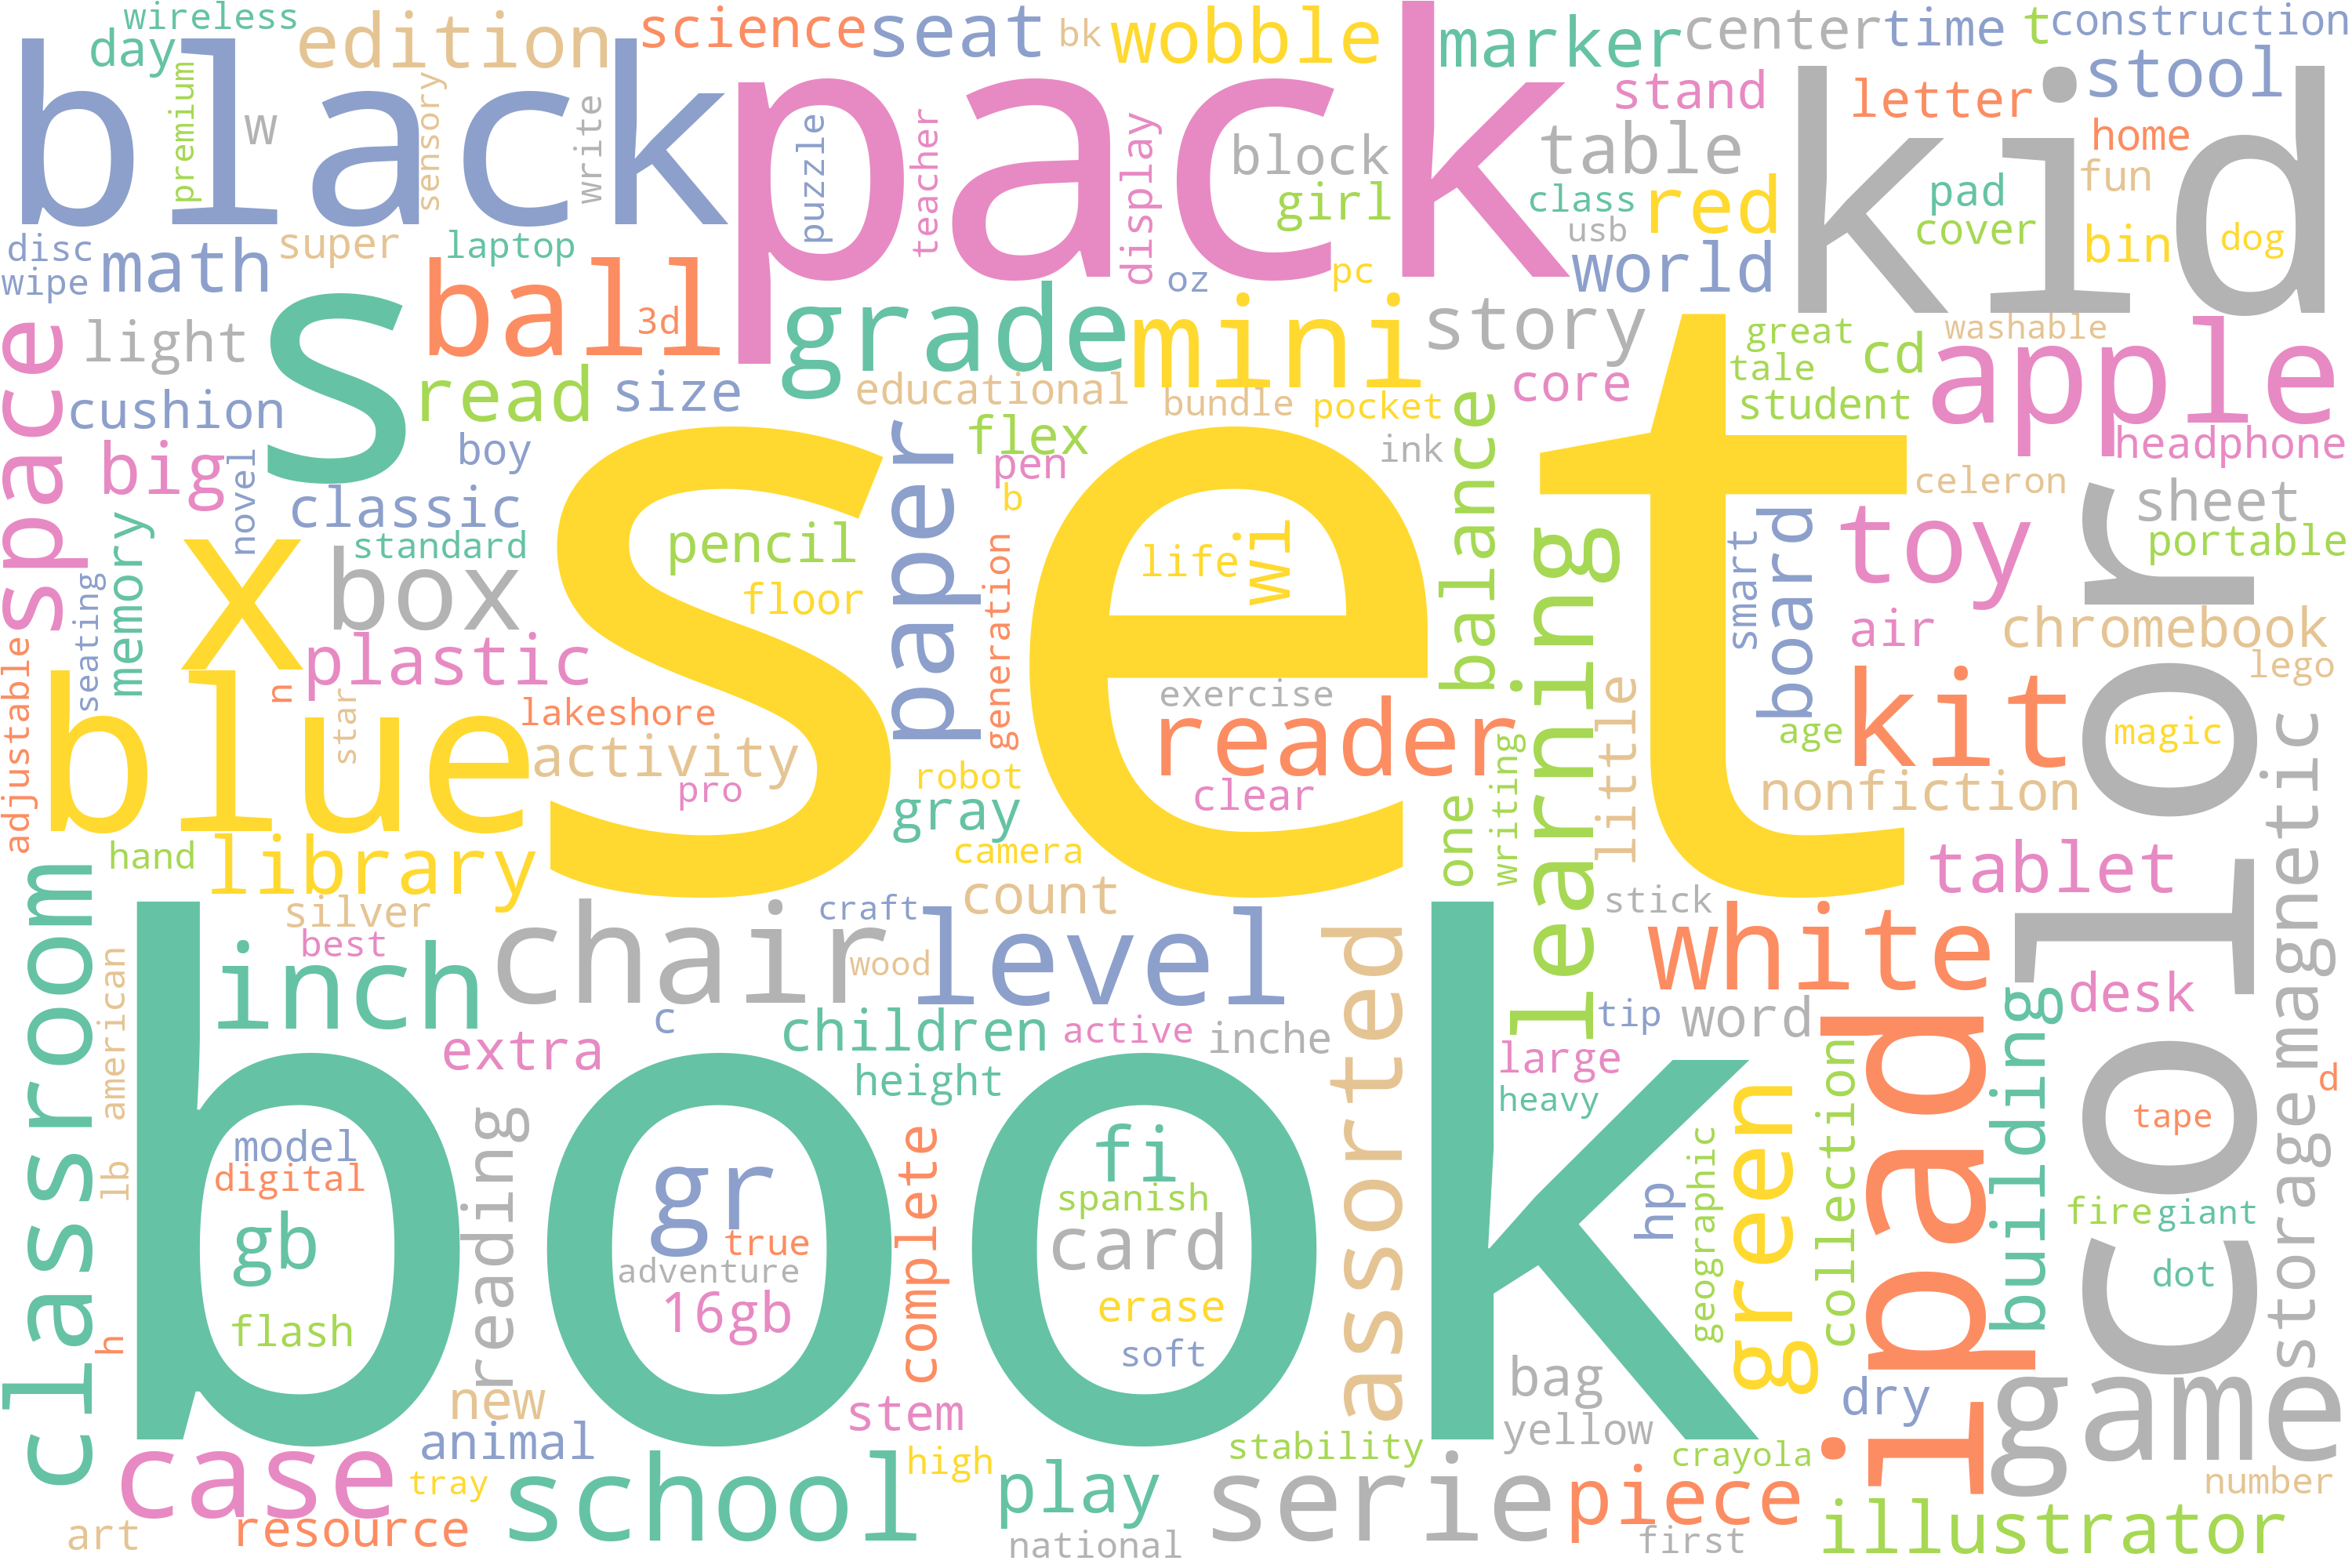 wireless
day
edition
science
seat
bk
wobble
marker
center
time
t
construction
black
pack
kid
premium
w
sensory
write
puzzle
teacher
display
block
girl
table
stand
letter
stool
home
class
red
pad
fun
usb
cover
bin
dog
disc
wipe
math
super
laptop
s
ball
3d
oz
pc
world
grade
mini
story
great
washable
tale
cd
apple
light
space
cushion
read
size
educational
bundle
pocket
core
student
headphone
big
boy
flex
pen
ink
balance
celeron
novel
classic
standard
memory
x
box
set
pencil
floor
paper
b
generation
life
wi
learning
smart
board
toy
sheet
portable
color
air
chromebook
lego
adjustable
seating
n
plastic
blue
star
lakeshore
activity
pro
exercise
reader
robot
clear
gray
one
writing
little
age
kit
magic
nonfiction
magnetic
hand
library
camera
count
tablet
classroom
silver
best
inch
american
chair
craft
wood
level
stick
white
assorted
extra
c
children
active
inche
tip
word
desk
large
heavy
height
book
model
digital
lb
gb
flash
h
reading
gr
true
adventure
16gb
complete
fi
spanish
card
erase
soft
hp
geographic
green
collection
ipad
building
storage
d
tape
fire
giant
dot
new
animal
stem
bag
yellow
dry
game
case
tray
school
high
play
stability
serie
crayola
piece
number
art
resource
national
first
illustrator